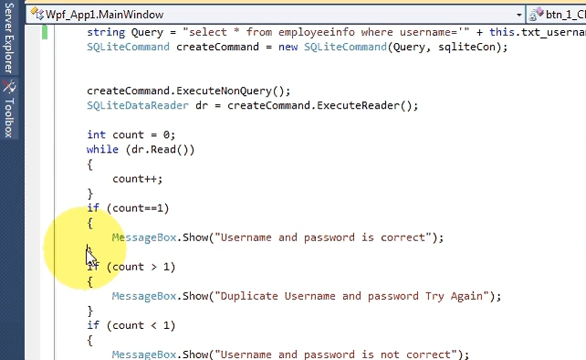 Wpf_App1.MainWindow
btn_1_Cl
Server Explorer
Toolbox
string Query = "select * from employeeinfo where username='" + this.txt_userna
SQLiteCommand createCommand = new SQLiteCommand(Query, sqliteCon);
createCommand.ExecuteNonQuery();
SQLiteDataReader dr = createCommand.ExecuteReader();
int count = 0;
while (dr.Read())
{
count++;
}
if (count==1)
{
MessageBox.Show("Username and password is correct");
}
if (count > 1)
{
MessageBox.Show("Duplicate Username and password Try Again");
}
if (count < 1)
{
MessageBox.Show("Username and password is not correct");